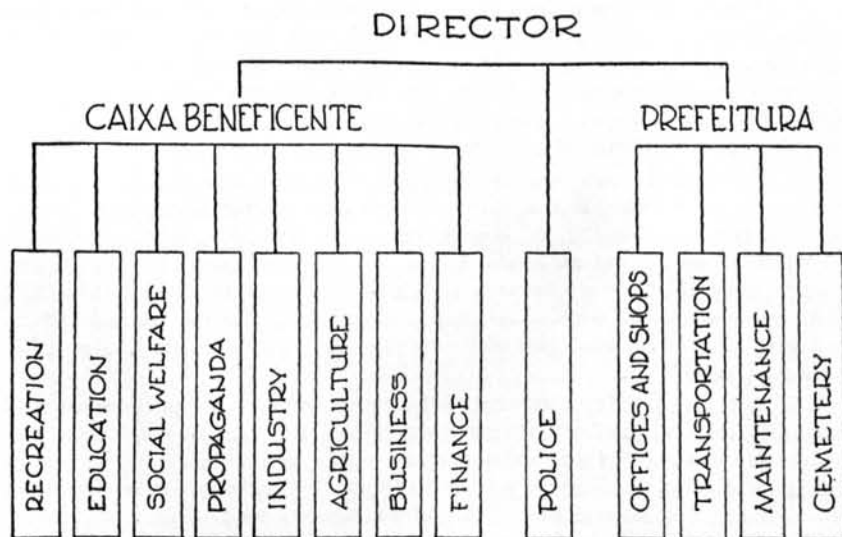 DIRECTOR
CAIXA BENEFICENTE
PREFEITURA
RECREATION
EDUCATION
SOCIAL WELFARE
PROPAGANDA
INDUSTRY
AGRICULTURE
BUSINESS
FINANCE
POLICE
OFFICES AND SHOPS
TRANSPORTATION
MAINTENANCE
CEMETERY